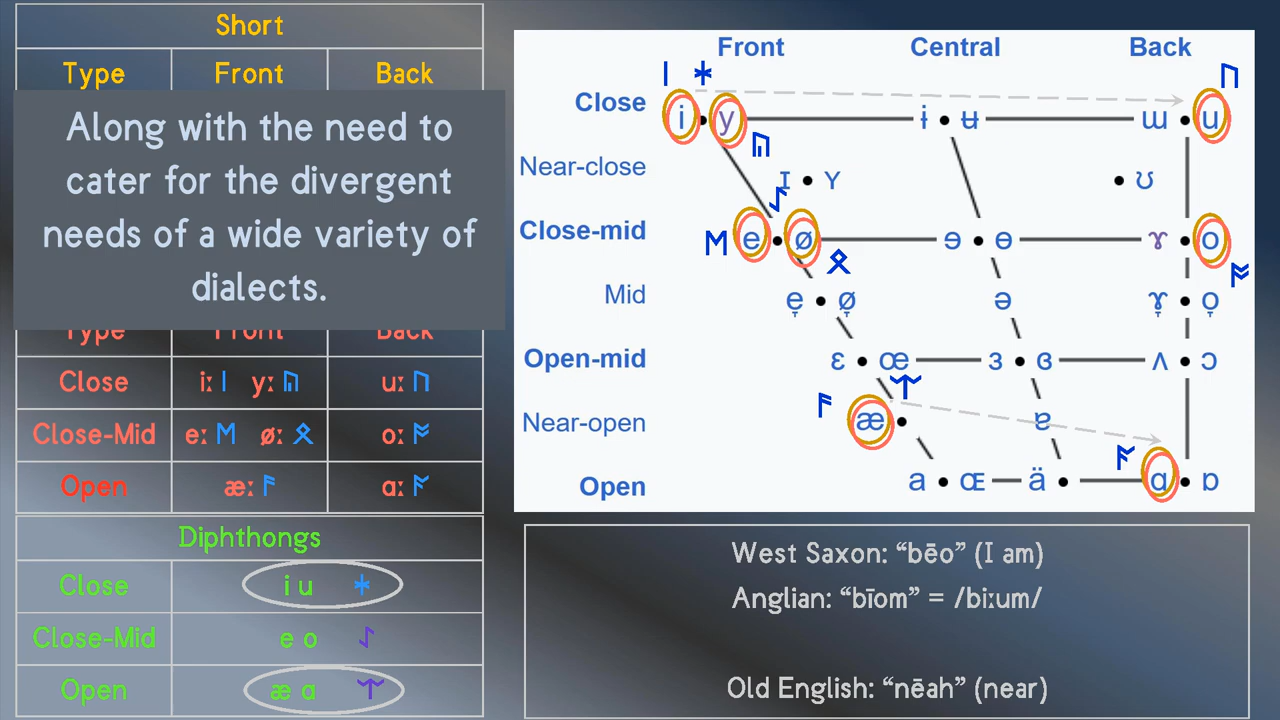 Short
Type Front Back
Along with the need to
cater for the divergent
needs of a wide variety of
dialects.
Type Front Back
Close iː ᛁ yː ᚣ uː ᚢ
Close-Mid eː ᛖ øː ᛟ oː ᚩ
Open æː ᚫ ɑː ᚪ
Diphthongs
Close i u ᛡ
Close-Mid e o ᛇ
Open æ ɑ ᛠ
Front Central Back
ᛁ ᛡ ᚢ
Close i y ɨ ʉ ɯ u
ᚣ
Near-close ɪ ʏ ʊ
ᛇ
Close-mid ᛖ e ø ɘ ɵ ɤ o
ᛟ ᚩ
Mid e̞ ø̞ ə ɤ̞ o̞
Open-mid ɛ œ ɜ ɞ ʌ ɔ
ᛠ
ᚫ
Near-open æ ɐ
ᚪ
Open a ɶ ä ɑ ɒ
West Saxon: “bēo” (I am)
Anglian: “bīom” = /biːum/
Old English: “nēah” (near)